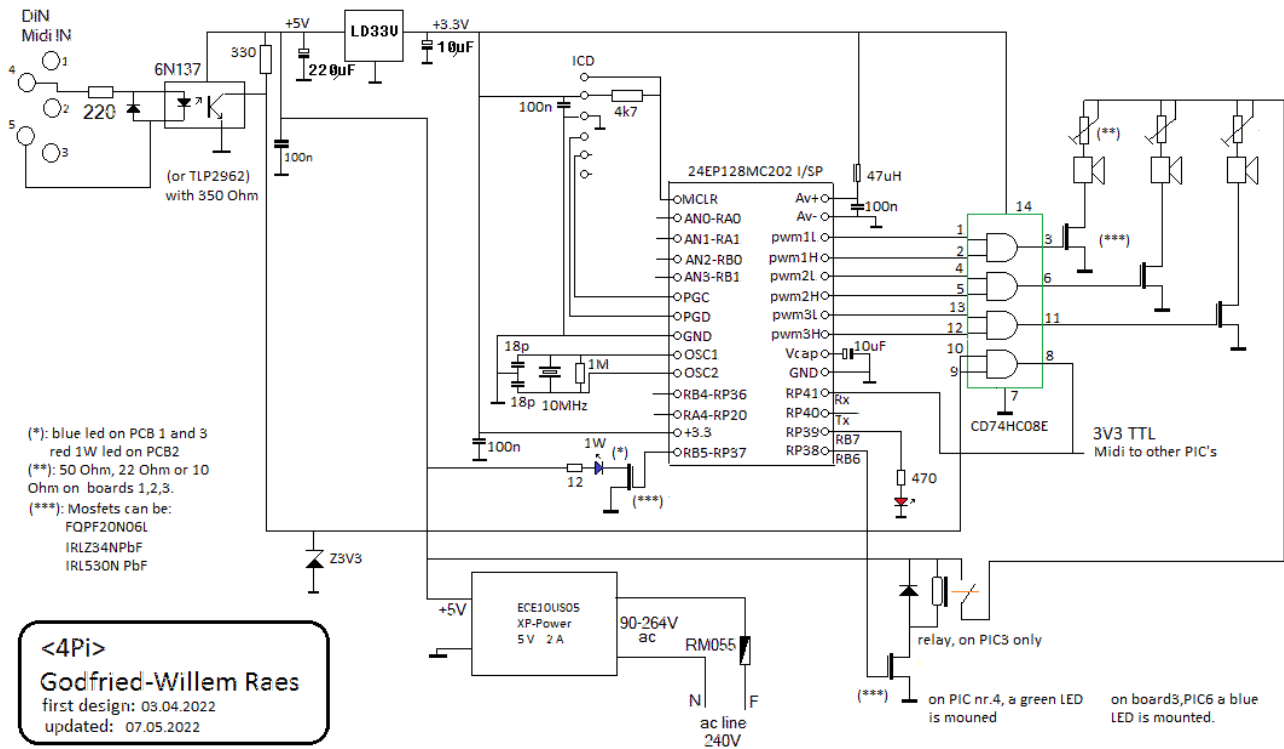 DiN
Midi IN
1
4
2
5
3
220
6N137
330
(or TLP2962)
with 350 Ohm
100n
+5V
220µF
LD33V
+3.3V
10µF
ICD
100n
4k7
47uH
100n
24EP128MC202 I/SP
MCLR
AN0-RA0
AN1-RA1
AN2-RB0
AN3-RB1
PGC
PGD
GND
OSC1
OSC2
RB4-RP36
RA4-RP20
+3.3
RB5-RP37
Av+
Av-
pwm1L
pwm1H
pwm2L
pwm2H
pwm3L
pwm3H
Vcap
GND
RP41
RP40
RP39
RP38
Rx
Tx
RB7
RB6
10uF
18p
18p
10MHz
1M
100n
1W
(*)
12
(***)
470
14
1
2
3
4
5
6
13
12
11
10
9
8
7
CD74HC08E
(**)
(***)
3V3 TTL
Midi to other PIC's
(*): blue led on PCB 1 and 3
red 1W led on PCB2
(**): 50 Ohm, 22 Ohm or 10
Ohm on boards 1,2,3.
(***): Mosfets can be:
FQPF20N06L
IRLZ34NPbF
IRL530N PbF
Z3V3
+5V
ECE10US05
XP-Power
5 V 2 A
90-264V
ac
RM055
N
F
ac line
240V
relay, on PIC3 only
(***)
on PIC nr.4, a green LED
is mouned
on board3,PIC6 a blue
LED is mounted.
<4Pi>
Godfried-Willem Raes
first design: 03.04.2022
updated: 07.05.2022